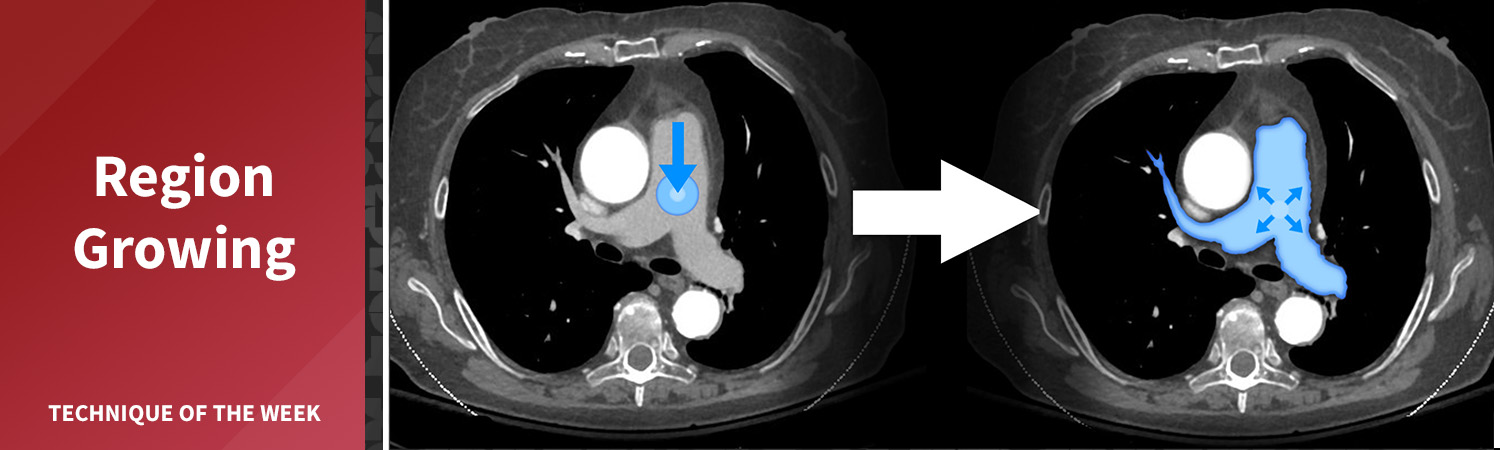 Region
Growing
TECHNIQUE OF THE WEEK